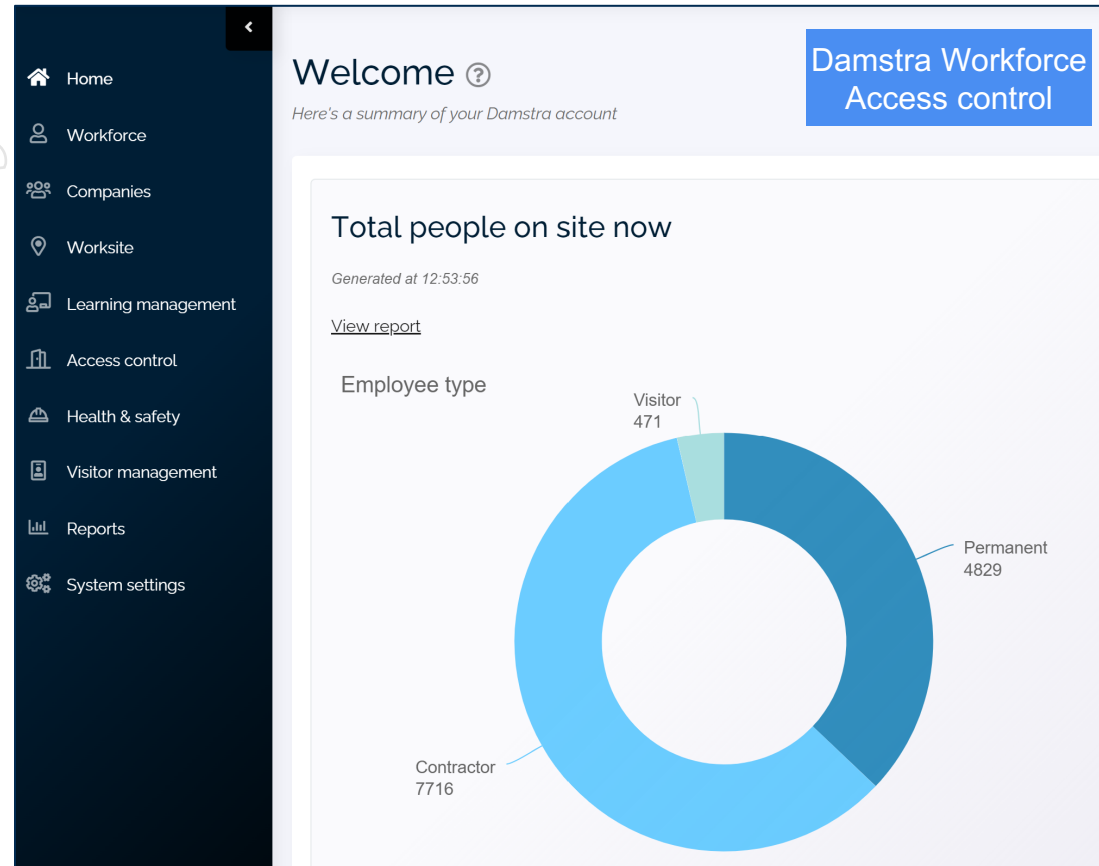 Home
Workforce
Companies
Worksite
Learning management
Access control
Health & safety
Visitor management
Reports
System settings
Welcome ?
Here's a summary of your Damstra account
Damstra Workforce
Access control
Total people on site now
Generated at 12:53:56
View report
Employee type
Visitor
471
Permanent
4829
Contractor
7716